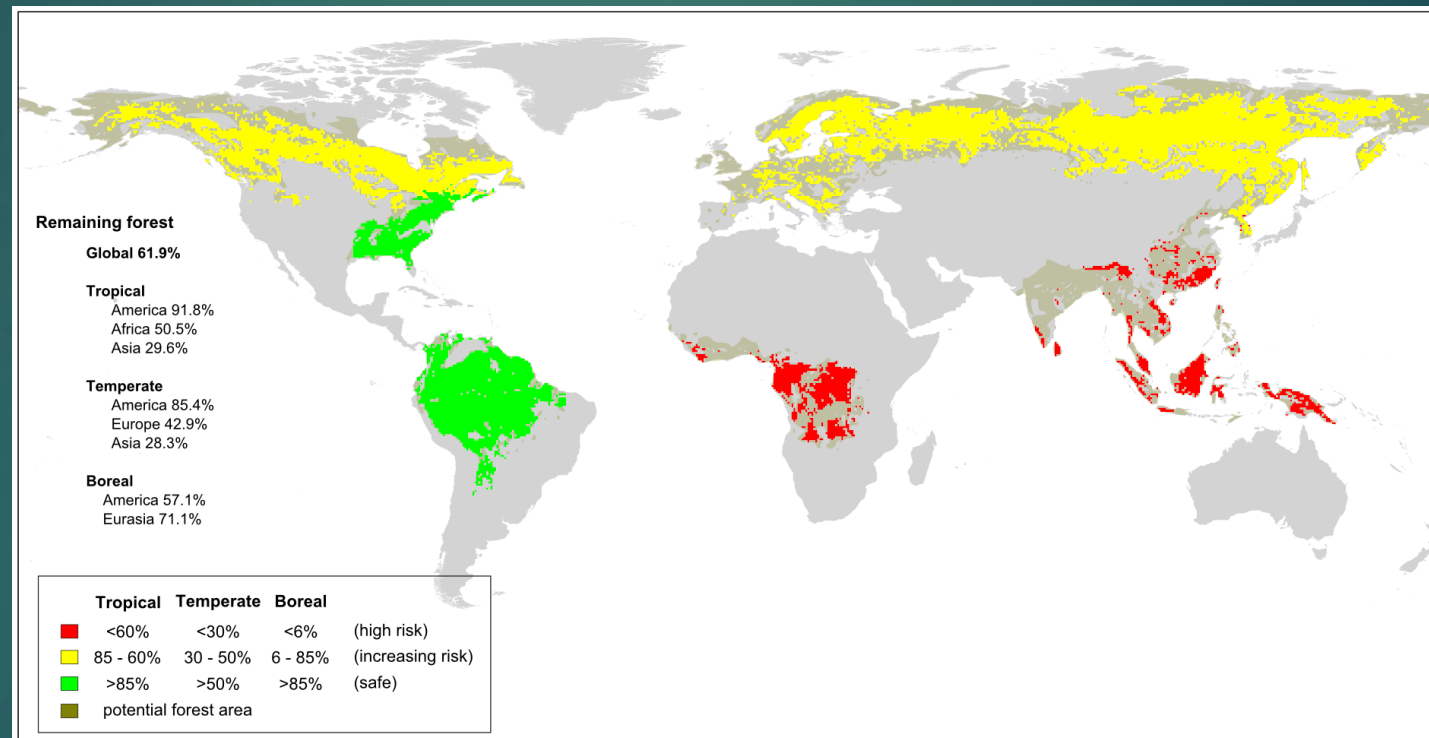 Remaining forest
Global 61.9%
Tropical
America 91.8%
Africa 50.5%
Asia 29.6%
Temperate
America 85.4%
Europe 42.9%
Asia 28.3%
Boreal
America 57.1%
Eurasia 71.1%
Tropical Temperate Boreal
<60% <30% <6% (high risk)
85 - 60% 30 - 50% 6 - 85% (increasing risk)
>85% >50% >85% (safe)
potential forest area